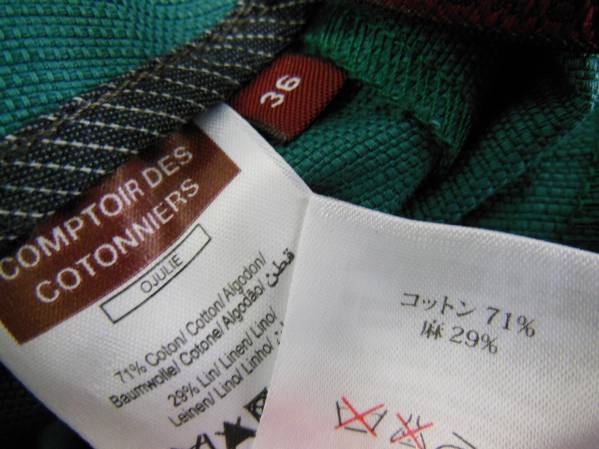 36
COMPTOIR DES
COTONNIERS
OJULIE
71% Coton/ Cotton/ Algodon/
Baumwolle/ Cotone/ Algodão/ قطن
29% Lin/ Linen/ Lino/
Leinen/ Lino/ Linho/
コットン 71%
麻 29%